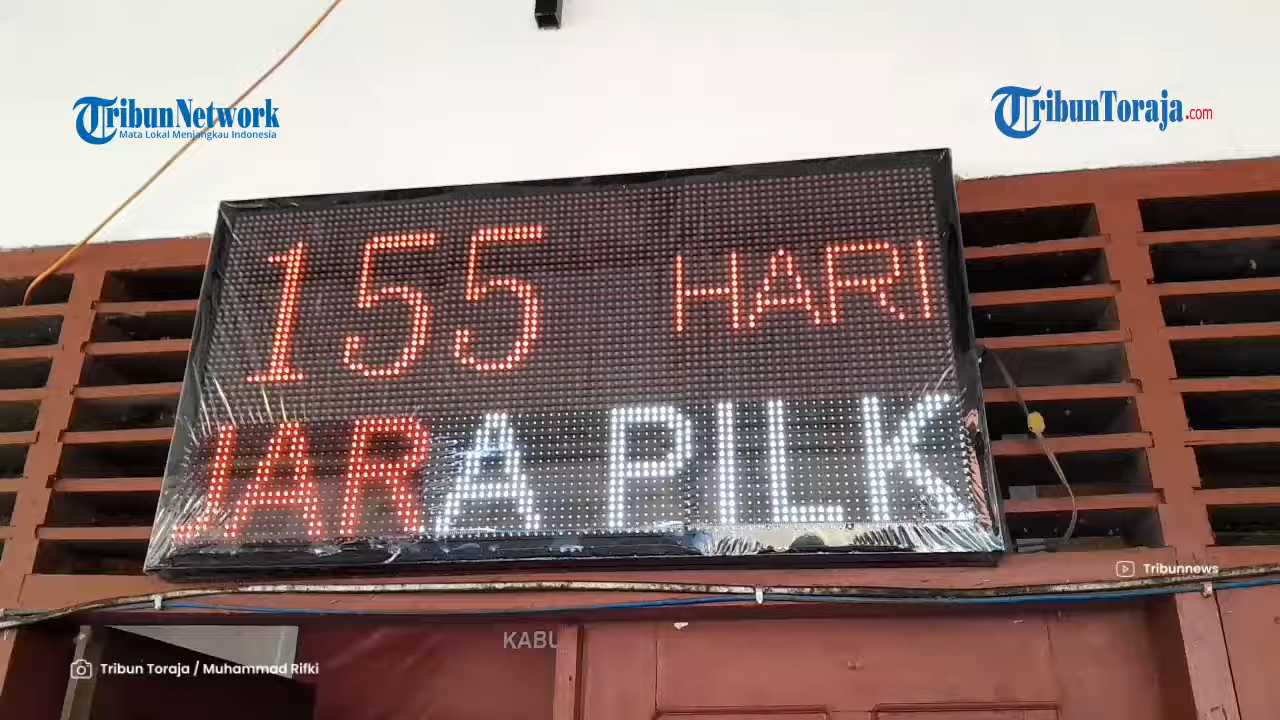 TribunNetwork
Mata Lokal Menjangkau Indonesia
TribunToraja.com
155 HARI
JARA PILK
Tribunnews
KABU
Tribun Toraja / Muhammad Rifki